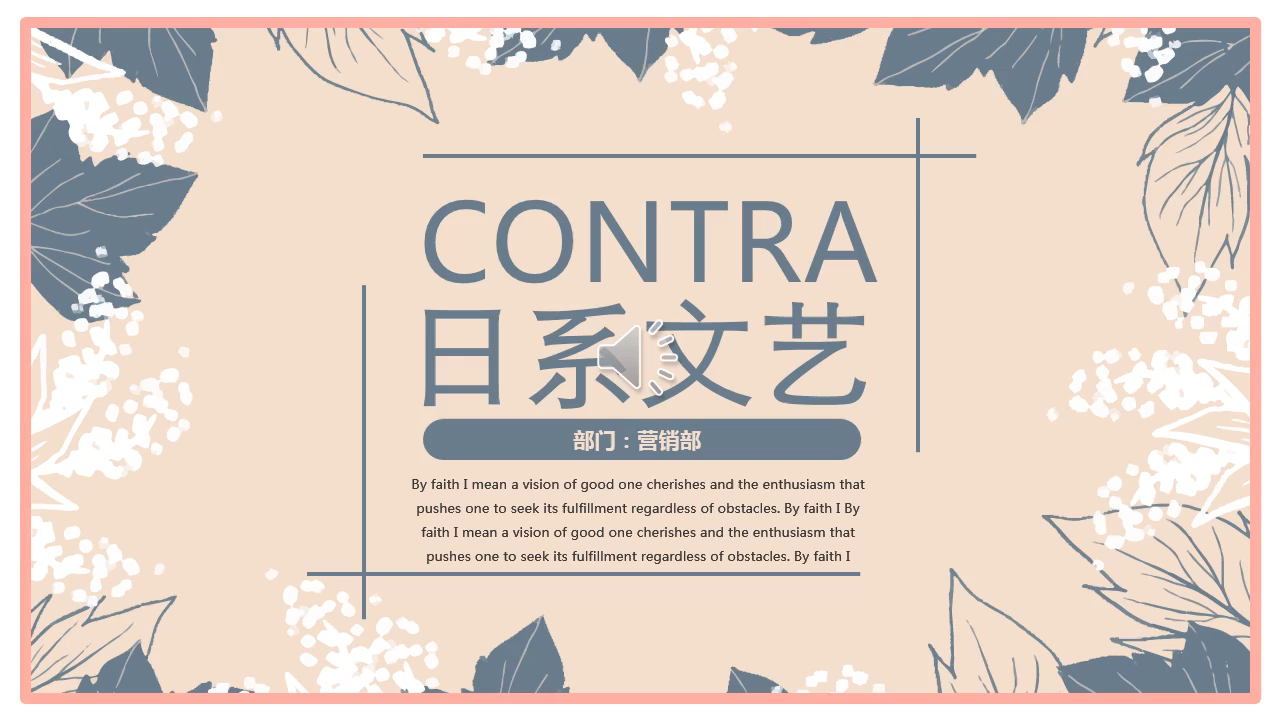 CONTRA
日系文艺
部门：营销部
By faith I mean a vision of good one cherishes and the enthusiasm that
pushes one to seek its fulfillment regardless of obstacles. By faith I By
faith I mean a vision of good one cherishes and the enthusiasm that
pushes one to seek its fulfillment regardless of obstacles. By faith I